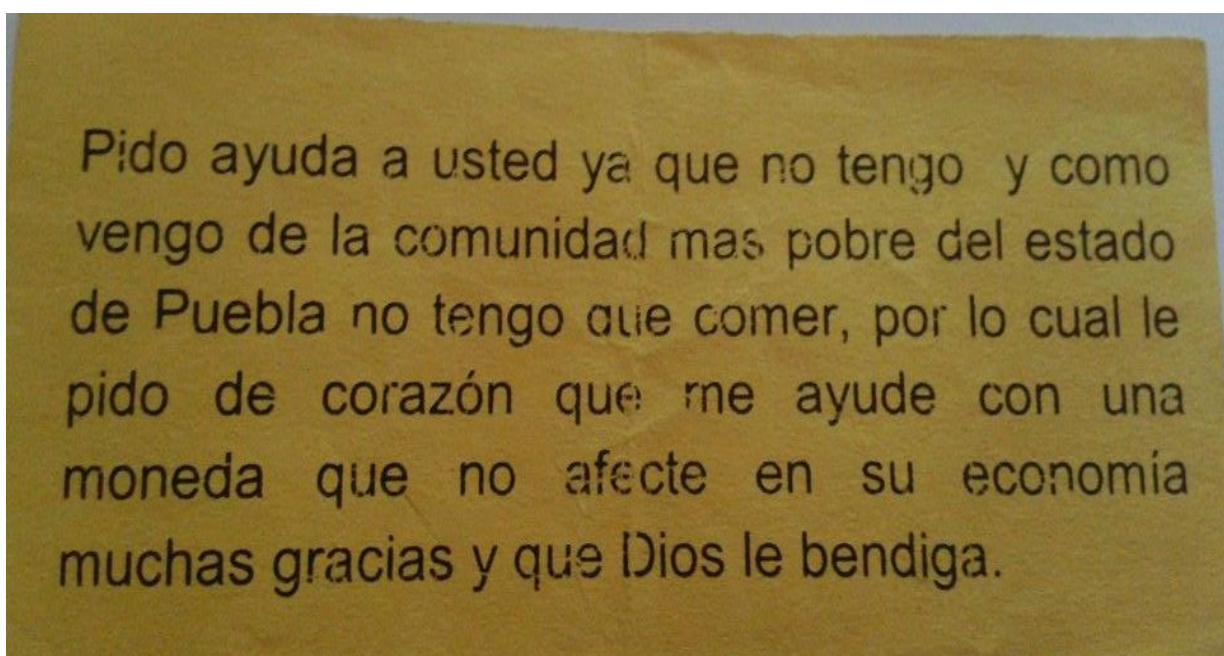 Pido ayuda a usted ya que no tengo y como
vengo de la comunidad mas pobre del estado
de Puebla no tengo que comer, por lo cual le
pido de corazón que me ayude con una
moneda que no afecte en su economía
muchas gracias y que Dios le bendiga.